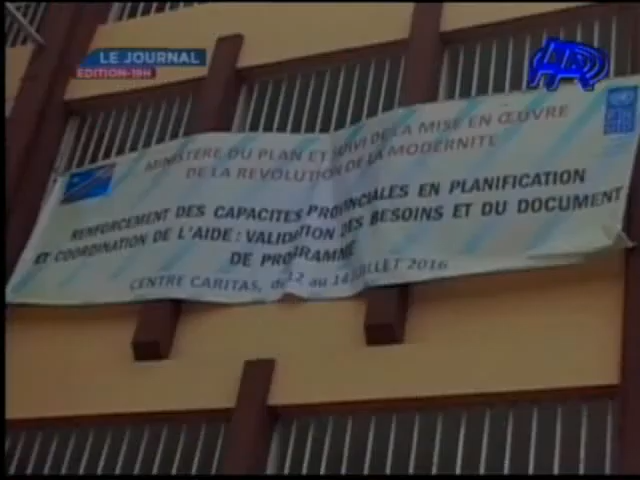 LE JOURNAL
EDITION-19H
MINISTERE DU PLAN ET SUIVI DE LA MISE EN ŒUVRE
DE LA REVOLUTION DE LA MODERNITE
RENFORCEMENT DES CAPACITES PROVINCIALES EN PLANIFICATION
ET COORDINATION DE L'AIDE : VALIDATION DES BESOINS ET DU DOCUMENT
DE PROGRAMME
CENTRE CARITAS, du 12 au 14 JUILLET 2016